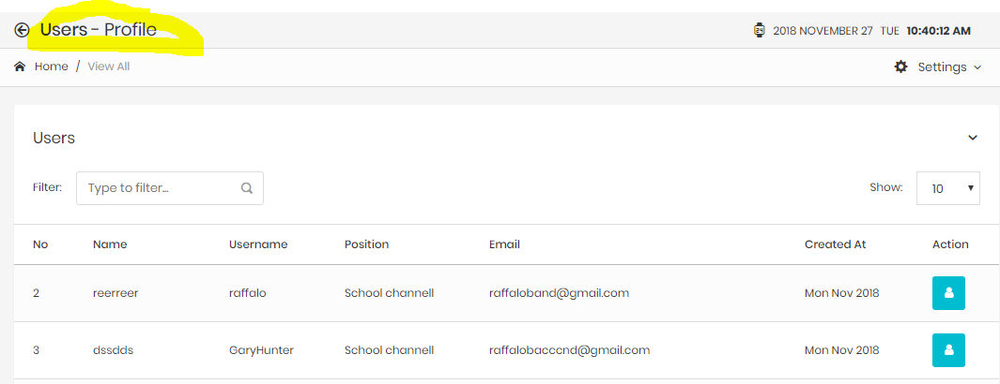 Users - Profile 2018 NOVEMBER 27 TUE 10:40:12 AM
Home / View All Settings
Users
Filter: Type to filter... Show: 10
No Name Username Position Email Created At Action
2 reerreer raffalo School channell raffaloband@gmail.com Mon Nov 2018
3 dssdds GaryHunter School channell raffalobacccnd@gmail.com Mon Nov 2018